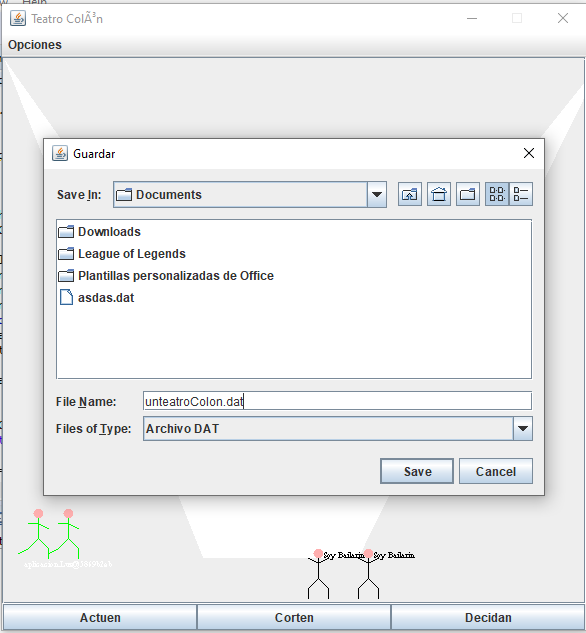 Help
Teatro ColÃ³n
Opciones
Guardar
Save In:
Documents
Downloads
League of Legends
Plantillas personalizadas de Office
asdas.dat
File Name:
unteatroColon.dat
Files of Type:
Archivo DAT
Save
Cancel
Soy Bailarin
Soy Bailarin
Actuen
Corten
Decidan